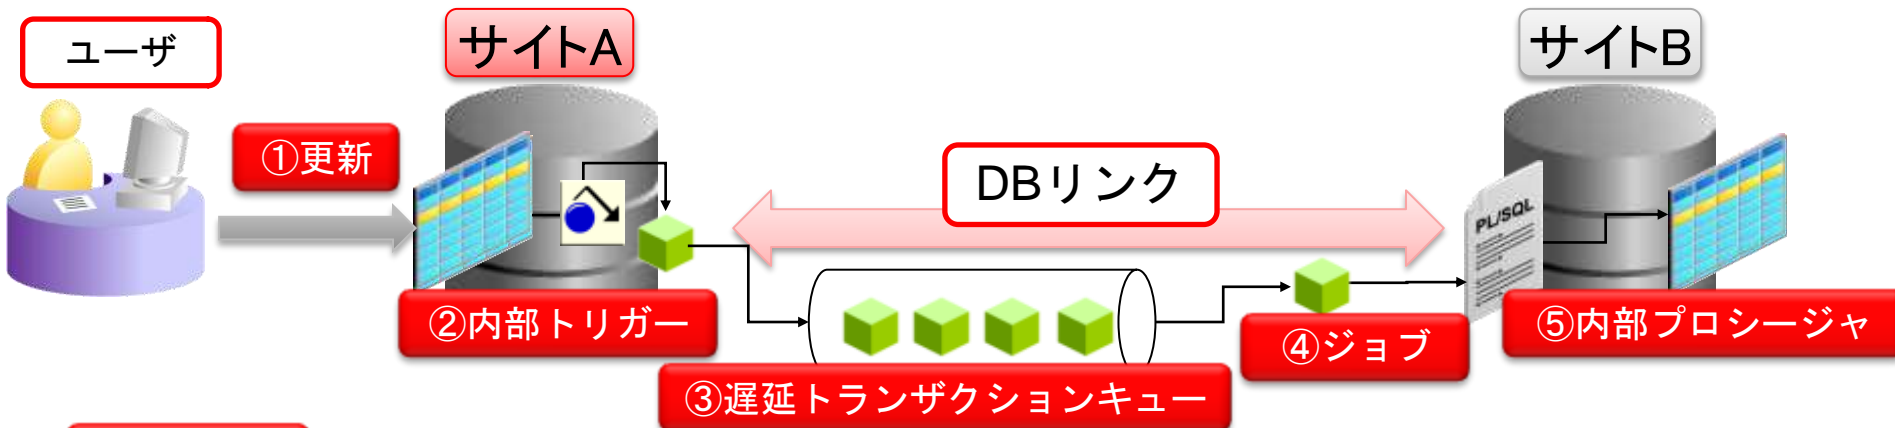 ユーザ
サイトA
サイトB
①更新
DBリンク
PL/SQL
②内部トリガー
③遅延トランザクションキュー
④ジョブ
⑤内部プロシージャ